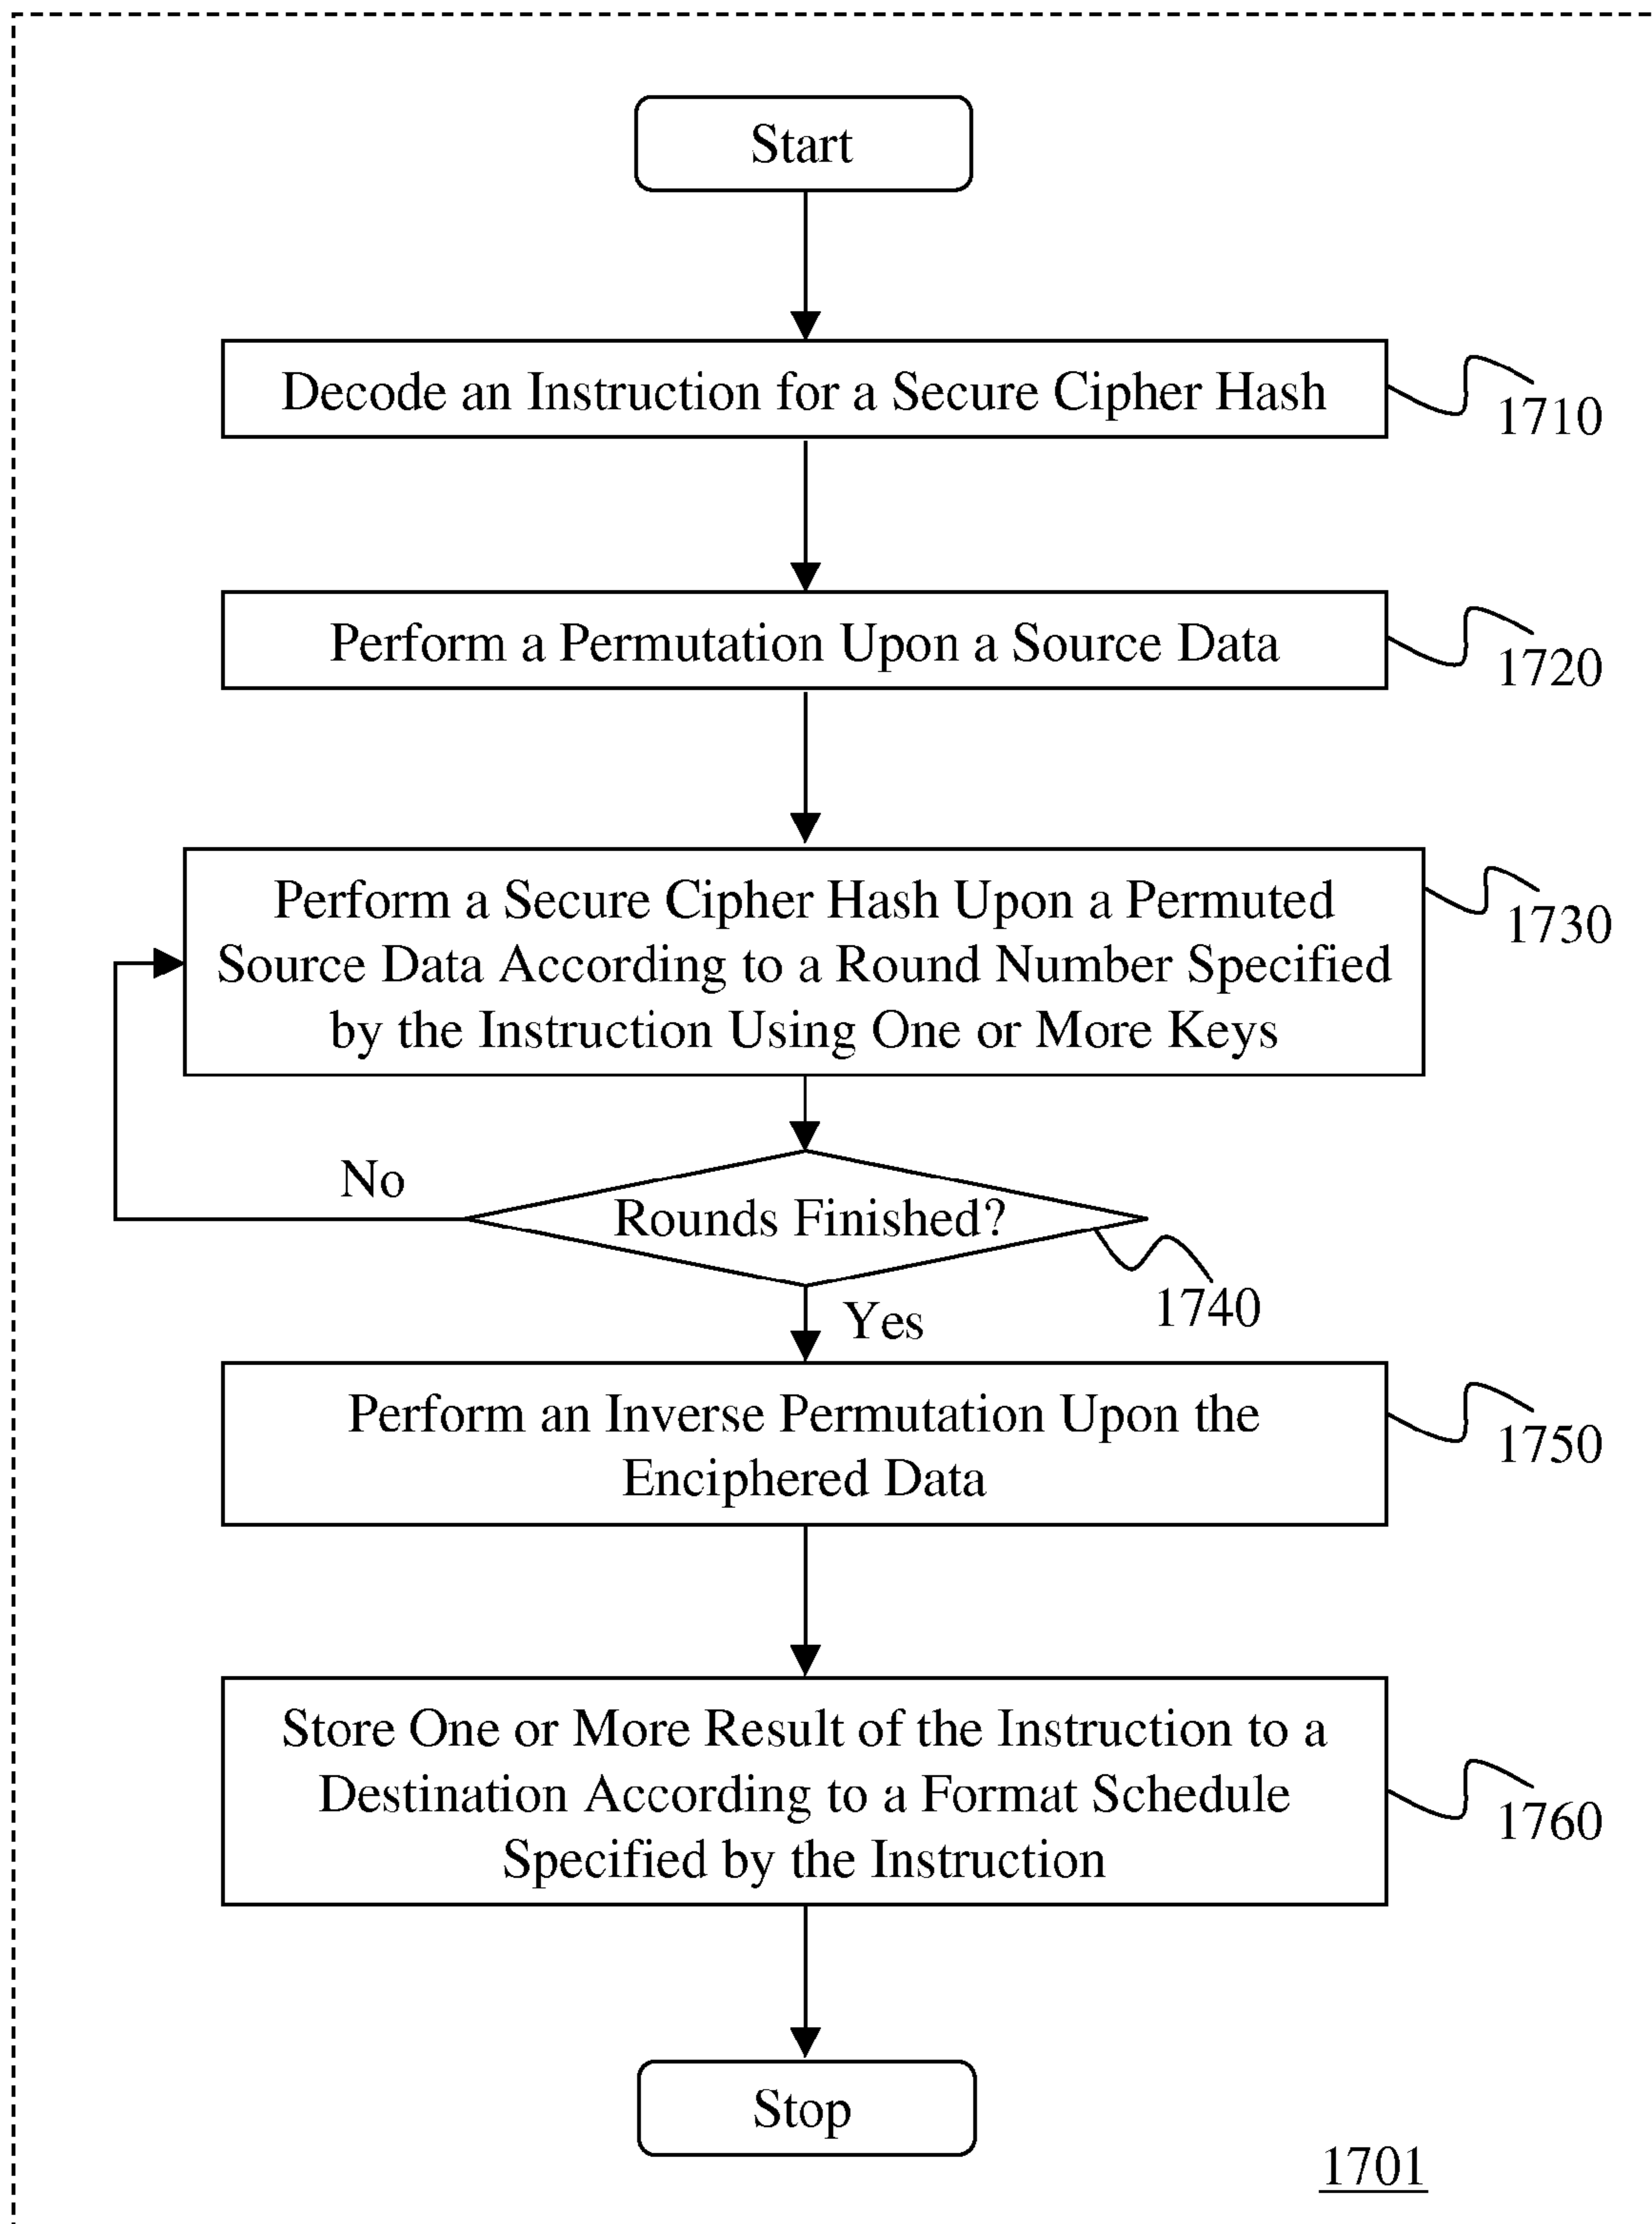 Start
Decode an Instruction for a Secure Cipher Hash
1710
Perform a Permutation Upon a Source Data
1720
Perform a Secure Cipher Hash Upon a Permuted
Source Data According to a Round Number Specified
by the Instruction Using One or More Keys
1730
No
Rounds Finished?
1740
Yes
Perform an Inverse Permutation Upon the
Enciphered Data
1750
Store One or More Result of the Instruction to a
Destination According to a Format Schedule
Specified by the Instruction
1760
Stop
1701